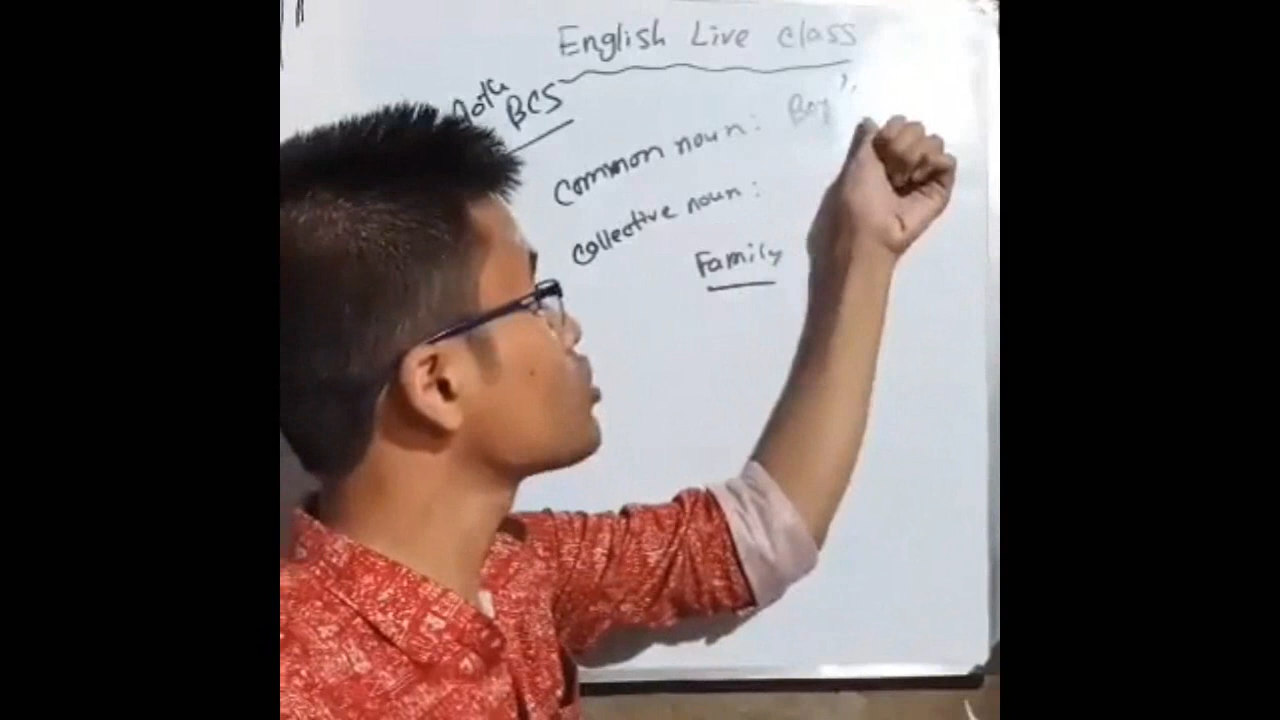 English Live class
BCS
common noun: Boy
collective noun:
Family